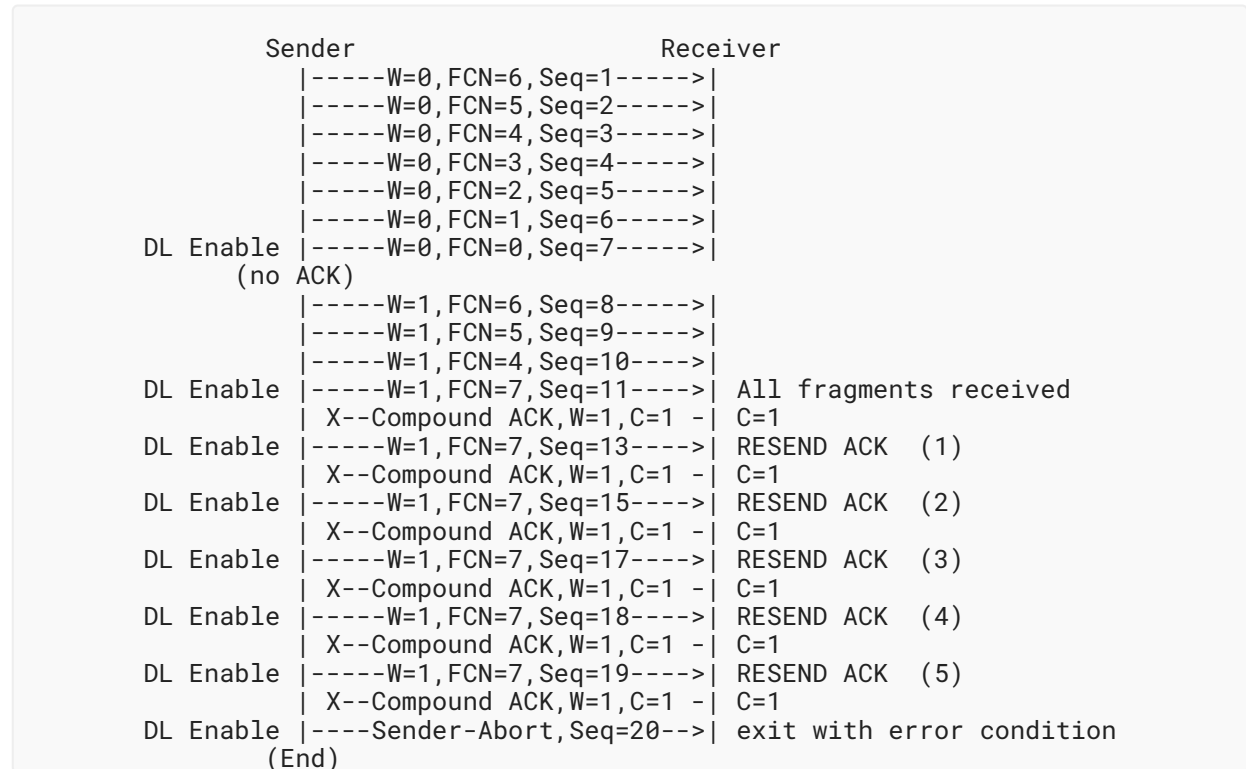 Sender                    Receiver
|-----W=0,FCN=6,Seq=1----->|
|-----W=0,FCN=5,Seq=2----->|
|-----W=0,FCN=4,Seq=3----->|
|-----W=0,FCN=3,Seq=4----->|
|-----W=0,FCN=2,Seq=5----->|
|-----W=0,FCN=1,Seq=6----->|
DL Enable |-----W=0,FCN=0,Seq=7----->|
(no ACK)
|-----W=1,FCN=6,Seq=8----->|
|-----W=1,FCN=5,Seq=9----->|
|-----W=1,FCN=4,Seq=10---->|
DL Enable |-----W=1,FCN=7,Seq=11---->| All fragments received
| X--Compound ACK,W=1,C=1 -| C=1
DL Enable |-----W=1,FCN=7,Seq=13---->| RESEND ACK  (1)
| X--Compound ACK,W=1,C=1 -| C=1
DL Enable |-----W=1,FCN=7,Seq=15---->| RESEND ACK  (2)
| X--Compound ACK,W=1,C=1 -| C=1
DL Enable |-----W=1,FCN=7,Seq=17---->| RESEND ACK  (3)
| X--Compound ACK,W=1,C=1 -| C=1
DL Enable |-----W=1,FCN=7,Seq=18---->| RESEND ACK  (4)
| X--Compound ACK,W=1,C=1 -| C=1
DL Enable |-----W=1,FCN=7,Seq=19---->| RESEND ACK  (5)
| X--Compound ACK,W=1,C=1 -| C=1
DL Enable |----Sender-Abort,Seq=20-->| exit with error condition
(End)